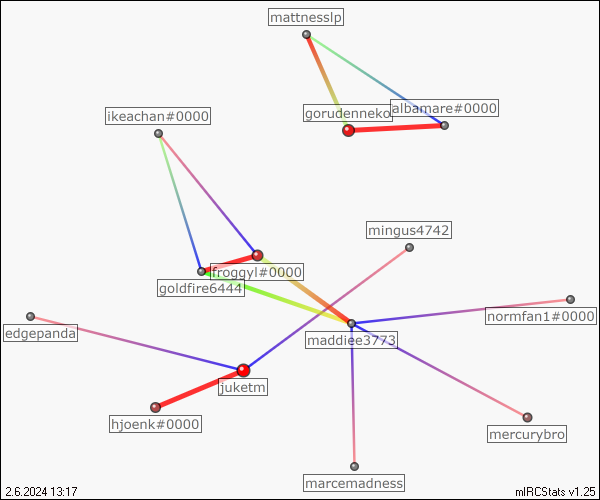 mattnesslp
ikeachan#0000
gorudenneko
albamare#0000
mingus4742
froggyl#0000
goldfire6444
normfan1#0000
edgepanda
maddiee3773
juketm
hjoenk#0000
mercurybro
marcemadness
2.6.2024 13:17
mIRCStats v1.25